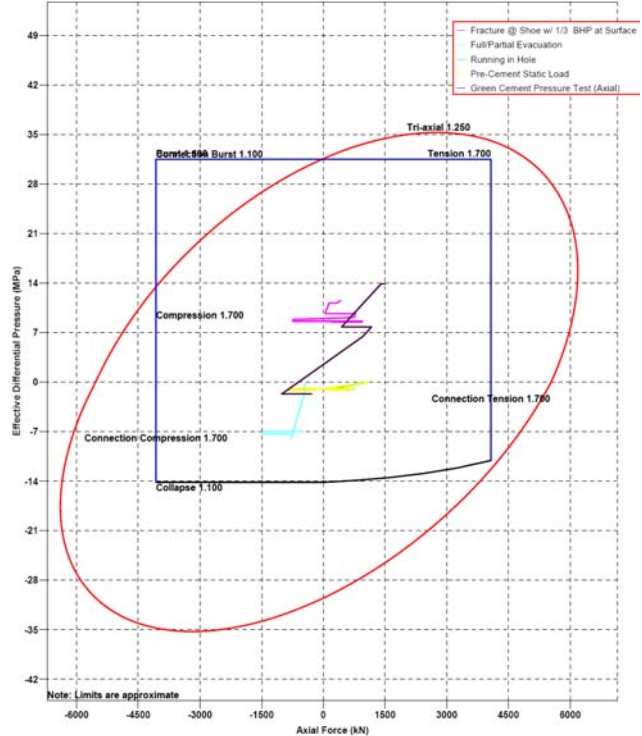 49
42
35
28
21
14
7
0
-7
-14
-21
-28
-35
-42
Effective Differential Pressure (MPa)
Fracture @ Shoe w/ 1/3 BHP at Surface
Full/Partial Evacuation
Running in Hole
Pre-Cement Static Load
Green Cement Pressure Test (Axial)
Tri-axial 1.250
Connection Burst 1.100
Tension 1.700
Compression 1.700
Connection Tension 1.700
Connection Compression 1.700
Collapse 1.100
Note: Limits are approximate
-6000 -4500 -3000 -1500 0 1500 3000 4500 6000 7200
Axial Force (kN)